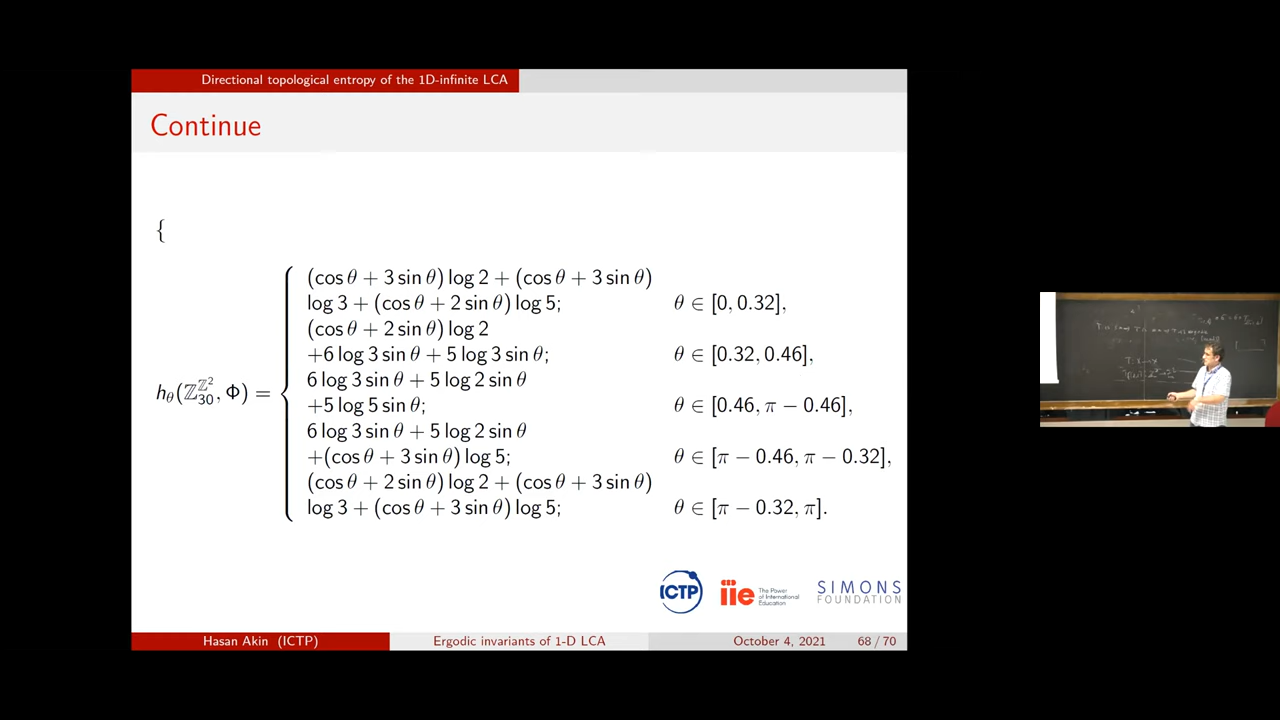 Directional topological entropy of the 1D-infinite LCA
Continue
{
(cos θ + 3 sin θ) log 2 + (cos θ + 3 sin θ)
log 3 + (cos θ + 2 sin θ) log 5; θ ∈ [0, 0.32],
(cos θ + 2 sin θ) log 2
+6 log 3 sin θ + 5 log 3 sin θ; θ ∈ [0.32, 0.46],
6 log 3 sin θ + 5 log 2 sin θ
h_θ(ℤ_30^{ℤ^2}, Φ) = {
+5 log 5 sin θ; θ ∈ [0.46, π − 0.46],
6 log 3 sin θ + 5 log 2 sin θ
+(cos θ + 3 sin θ) log 5; θ ∈ [π − 0.46, π − 0.32],
(cos θ + 2 sin θ) log 2 + (cos θ + 3 sin θ)
log 3 + (cos θ + 3 sin θ) log 5; θ ∈ [π − 0.32, π].
ICTP
iie The Power of International Education
SIMONS FOUNDATION
Hasan Akin (ICTP) Ergodic invariants of 1-D LCA October 4, 2021 68 / 70